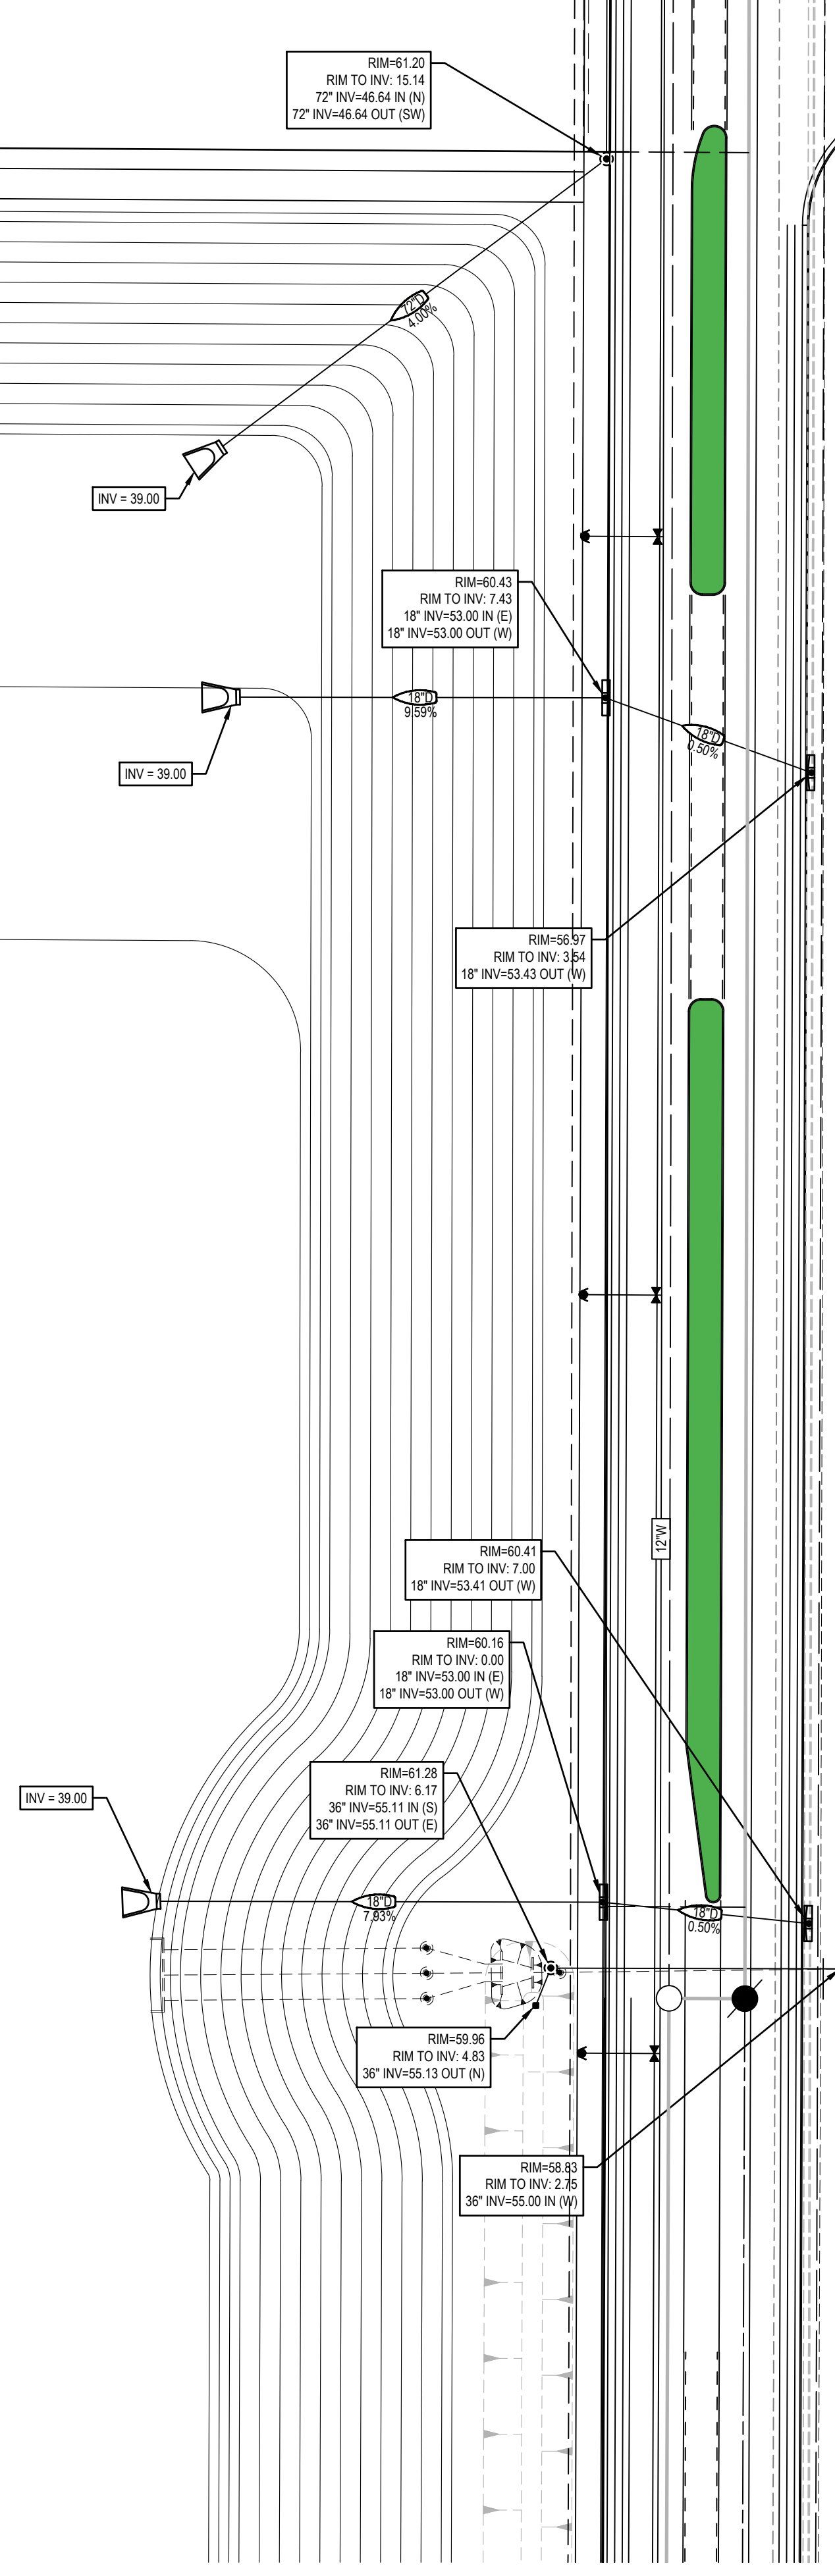 RIM=61.20
RIM TO INV: 15.14
72" INV=46.64 IN (N)
72" INV=46.64 OUT (SW)
72"D
4.00%
INV = 39.00
RIM=60.43
RIM TO INV: 7.43
18" INV=53.00 IN (E)
18" INV=53.00 OUT (W)
18"D
9.59%
18"D
0.50%
INV = 39.00
RIM=56.97
RIM TO INV: 3.54
18" INV=53.43 OUT (W)
12"W
RIM=60.41
RIM TO INV: 7.00
18" INV=53.41 OUT (W)
RIM=60.16
RIM TO INV: 0.00
18" INV=53.00 IN (E)
18" INV=53.00 OUT (W)
RIM=61.28
RIM TO INV: 6.17
36" INV=55.11 IN (S)
36" INV=55.11 OUT (E)
INV = 39.00
18"D
7.93%
18"D
0.50%
RIM=59.96
RIM TO INV: 4.83
36" INV=55.13 OUT (N)
RIM=58.83
RIM TO INV: 2.75
36" INV=55.00 IN (W)